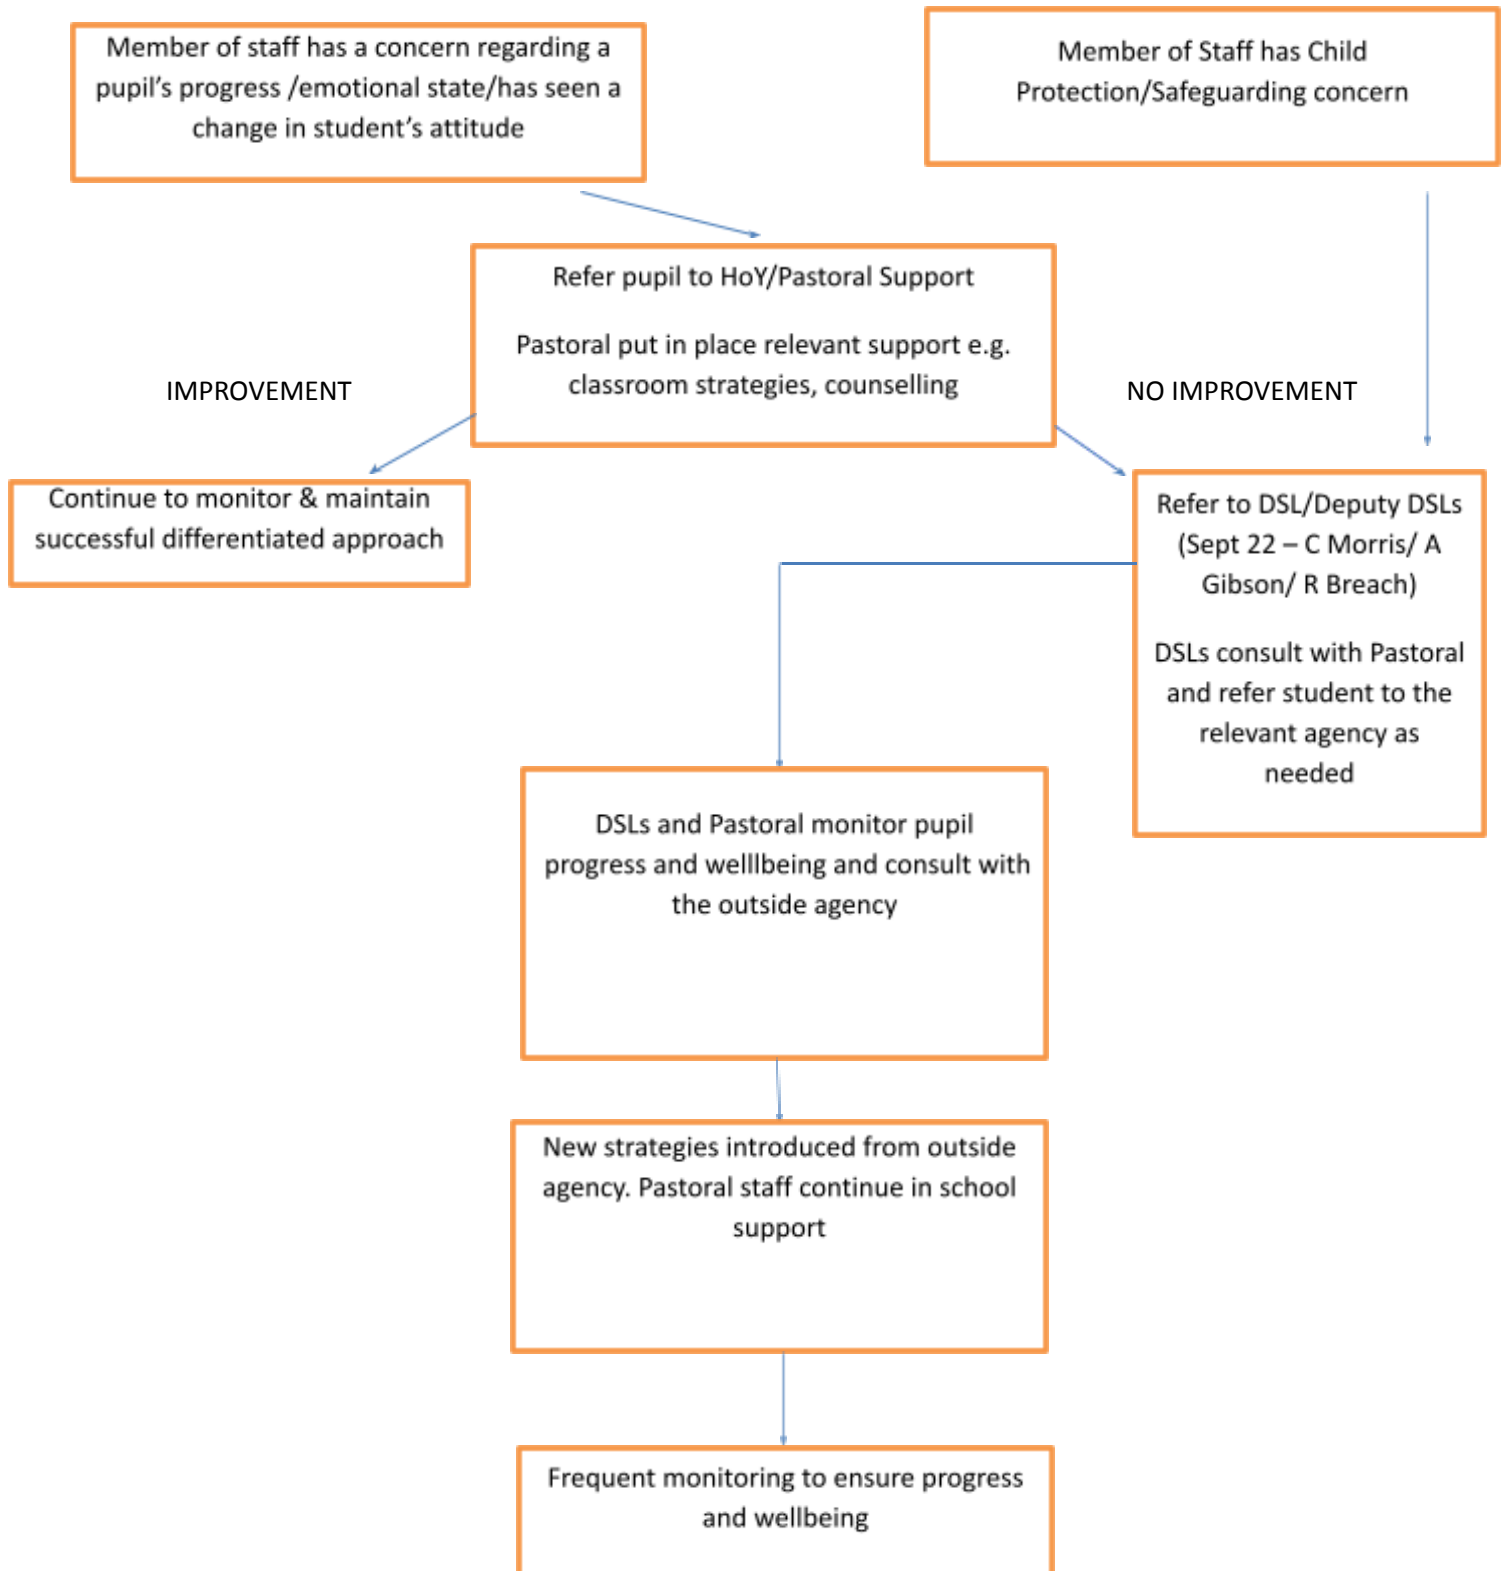 Member of staff has a concern regarding a
pupil’s progress /emotional state/has seen a
change in student’s attitude
Member of Staff has Child
Protection/Safeguarding concern
Refer pupil to HoY/Pastoral Support
Pastoral put in place relevant support e.g.
classroom strategies, counselling
IMPROVEMENT
NO IMPROVEMENT
Continue to monitor & maintain
successful differentiated approach
Refer to DSL/Deputy DSLs
(Sept 22 – C Morris/ A
Gibson/ R Breach)
DSLs consult with Pastoral
and refer student to the
relevant agency as
needed
DSLs and Pastoral monitor pupil
progress and welllbeing and consult with
the outside agency
New strategies introduced from outside
agency. Pastoral staff continue in school
support
Frequent monitoring to ensure progress
and wellbeing